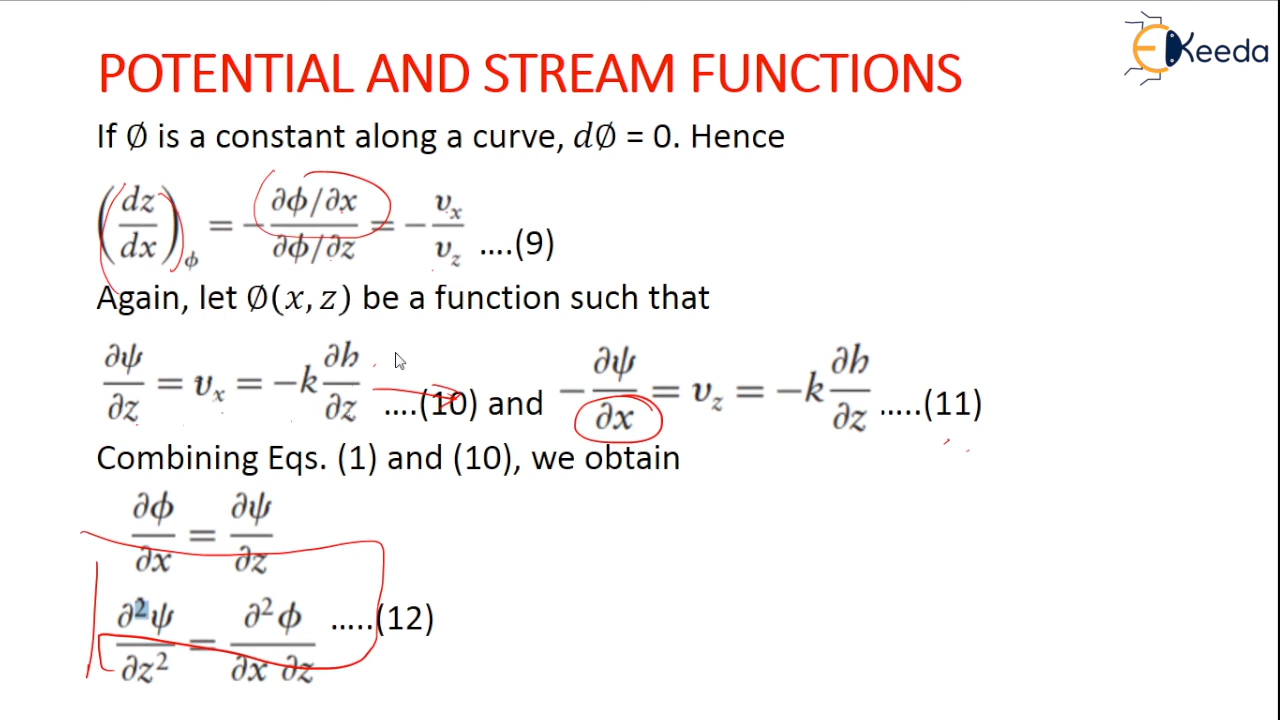 EKeeda
POTENTIAL AND STREAM FUNCTIONS
If ∅ is a constant along a curve, d∅ = 0. Hence
(dz/dx)_ϕ = − (∂ϕ/∂x)/(∂ϕ/∂z) = − v_x/v_z ....(9)
Again, let ∅(x, z) be a function such that
∂ψ/∂z = v_x = −k ∂h/∂z ....(10) and − ∂ψ/∂x = v_z = −k ∂h/∂z .....(11)
Combining Eqs. (1) and (10), we obtain
∂ϕ/∂x = ∂ψ/∂z
∂²ψ/∂z² = ∂²ϕ/∂x ∂z .....(12)